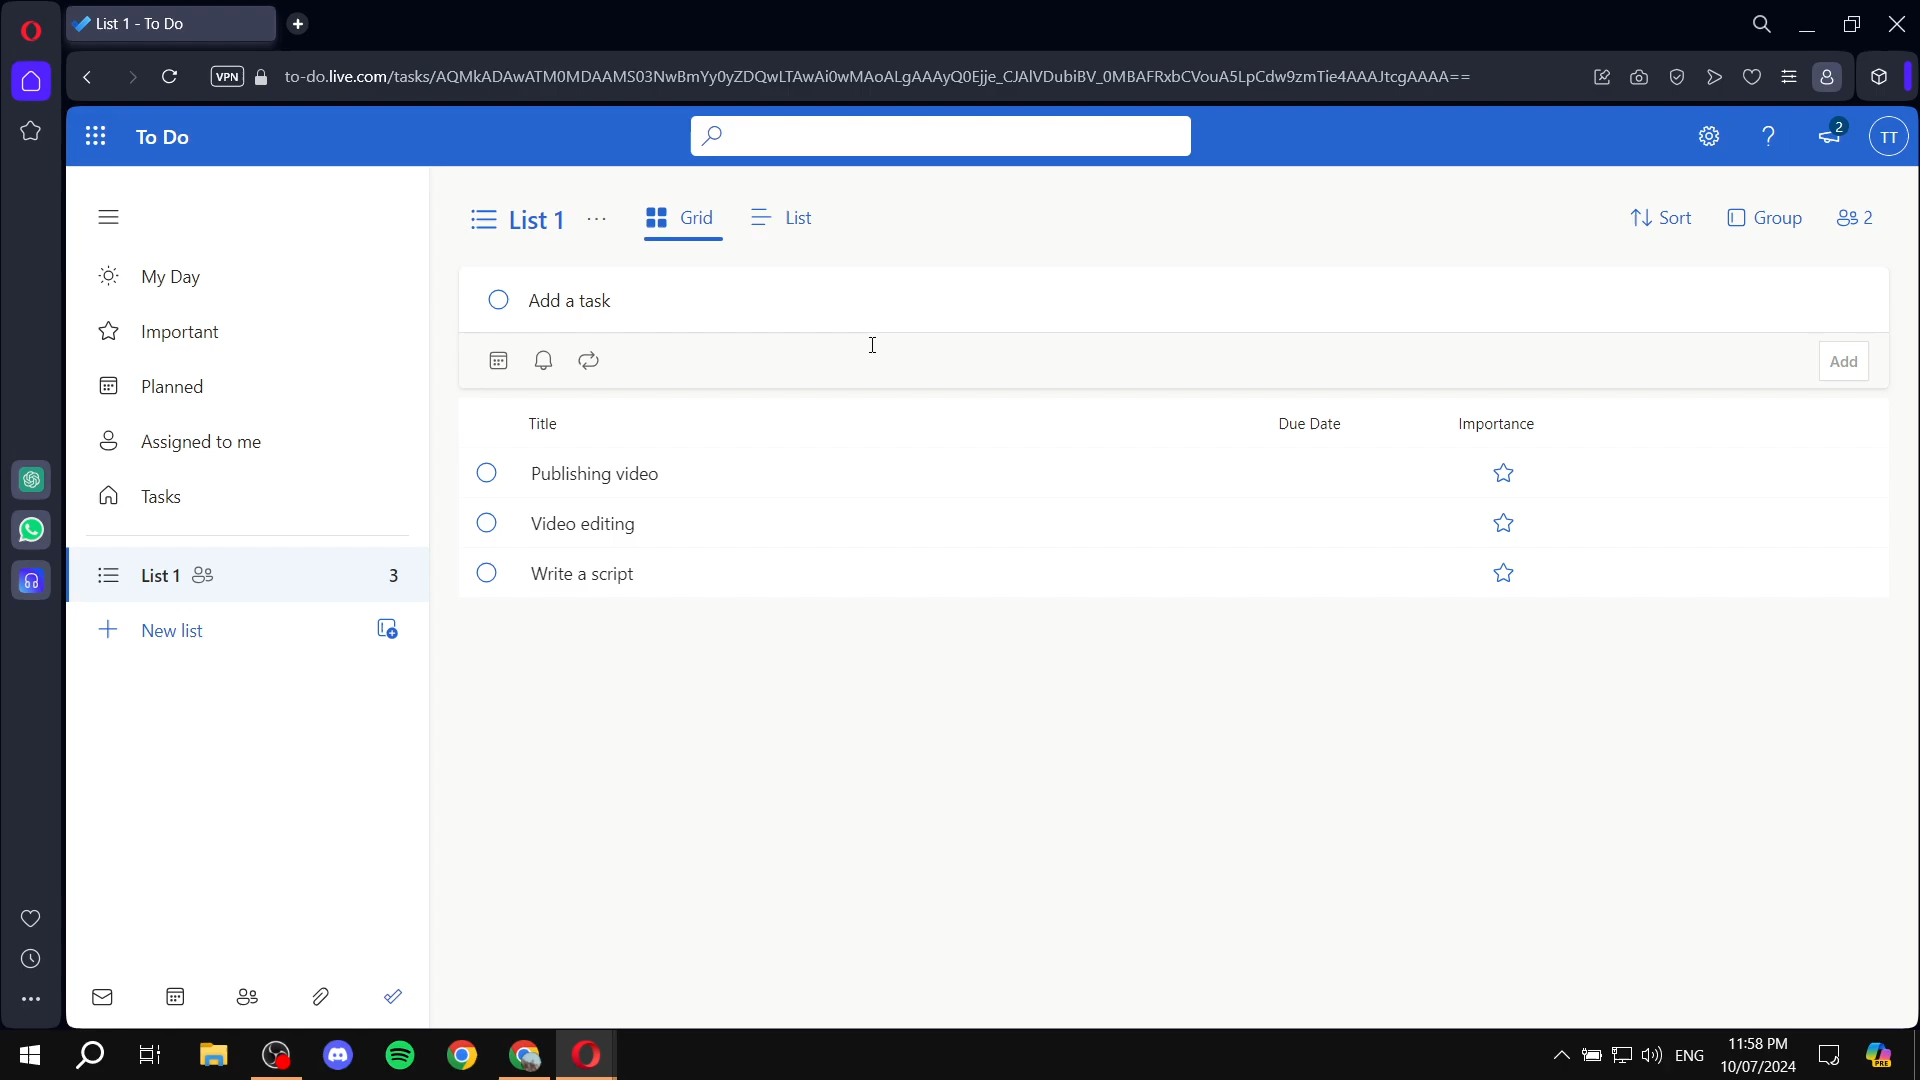 List 1 - To Do
VPN
to-do.live.com/tasks/AQMkADAwATM0MDAAMS03NwBmYy0yZDQwLTAwAi0wMAoALgAAAyQ0Ejje_CJAlVDubiBV_0MBAFRxbCVouA5LpCdw9zmTie4AAAJtcgAAAA==
To Do
2
TT
List 1
Grid
List
Sort
Group
2
My Day
Important
Planned
Assigned to me
Tasks
List 1
3
New list
Add a task
Add
Title
Due Date
Importance
Publishing video
Video editing
Write a script
ENG
11:58 PM
10/07/2024
PRE